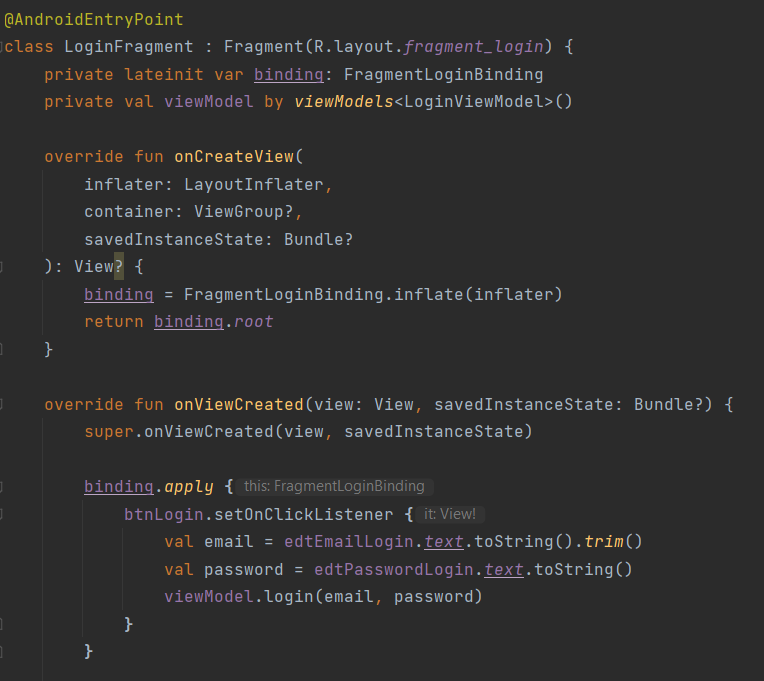 @AndroidEntryPoint
class LoginFragment : Fragment(R.layout.fragment_login) {
    private lateinit var binding: FragmentLoginBinding
    private val viewModel by viewModels<LoginViewModel>()

    override fun onCreateView(
        inflater: LayoutInflater,
        container: ViewGroup?,
        savedInstanceState: Bundle?
    ): View? {
        binding = FragmentLoginBinding.inflate(inflater)
        return binding.root
    }

    override fun onViewCreated(view: View, savedInstanceState: Bundle?) {
        super.onViewCreated(view, savedInstanceState)

        binding.apply { this: FragmentLoginBinding
            btnLogin.setOnClickListener { it: View!
                val email = edtEmailLogin.text.toString().trim()
                val password = edtPasswordLogin.text.toString()
                viewModel.login(email, password)
            }
        }